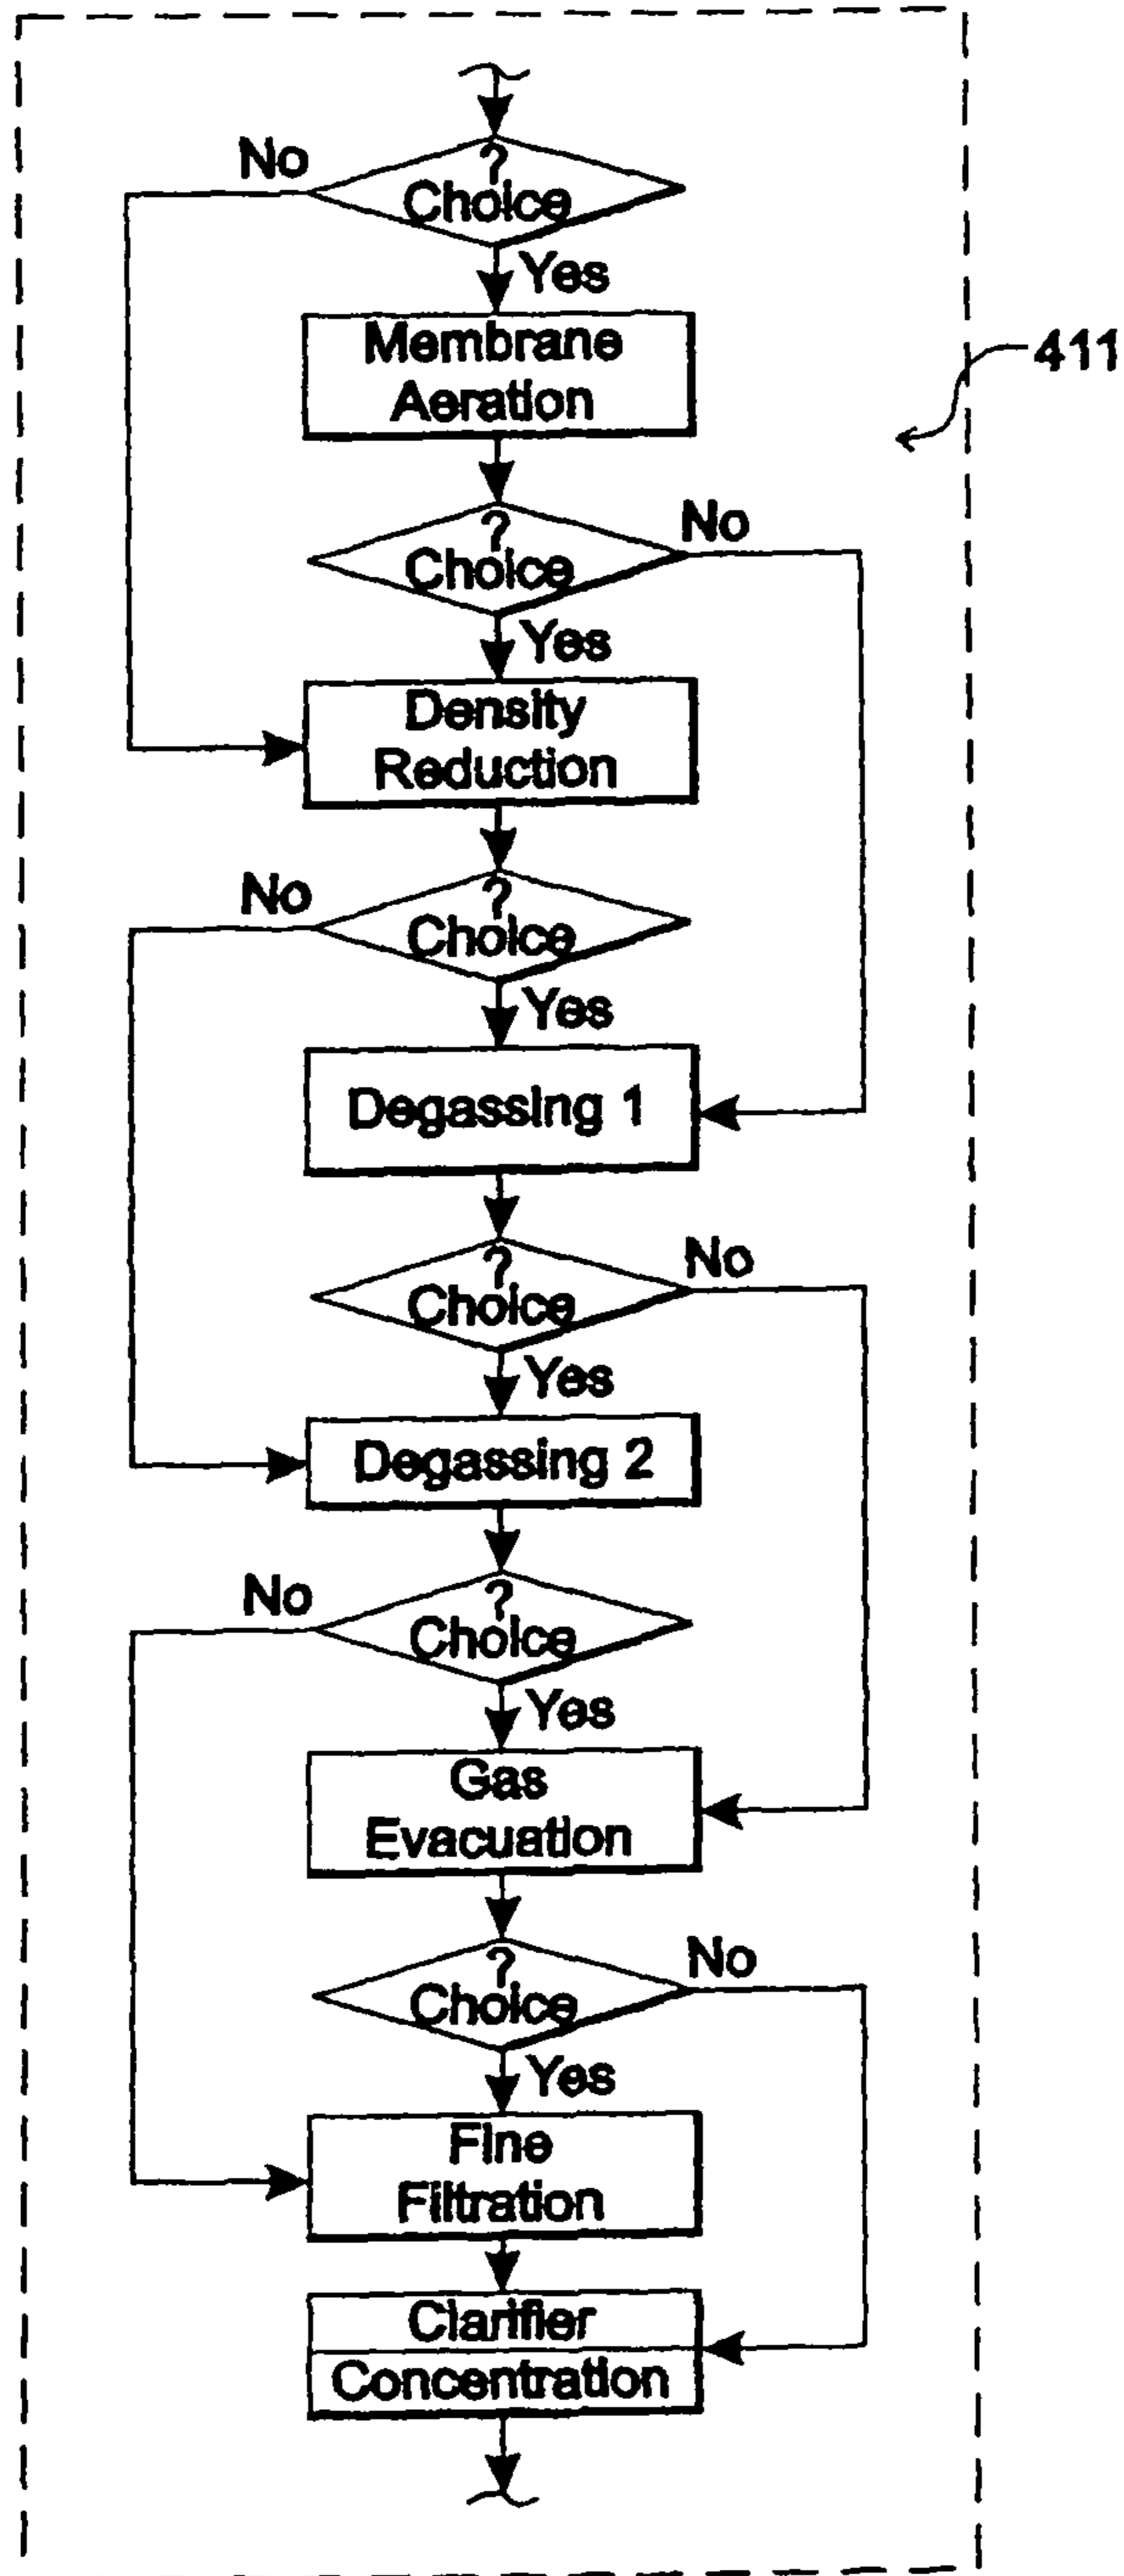 ?
Choice
No
Yes
Membrane
Aeration
411
?
Choice
No
Yes
Density
Reduction
?
Choice
No
Yes
Degassing 1
?
Choice
No
Yes
Degassing 2
?
Choice
No
Yes
Gas
Evacuation
?
Choice
No
Yes
Fine
Filtration
Clarifier
Concentration